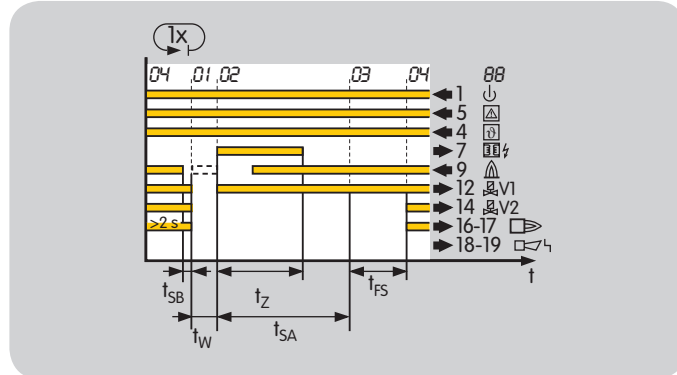 1x
04 01 02 03 04 88
1
5
4 ϑ
7
9
12 V1
14 V2
>2 s 16-17
18-19
t
tSB tZ tFS
tW tSA